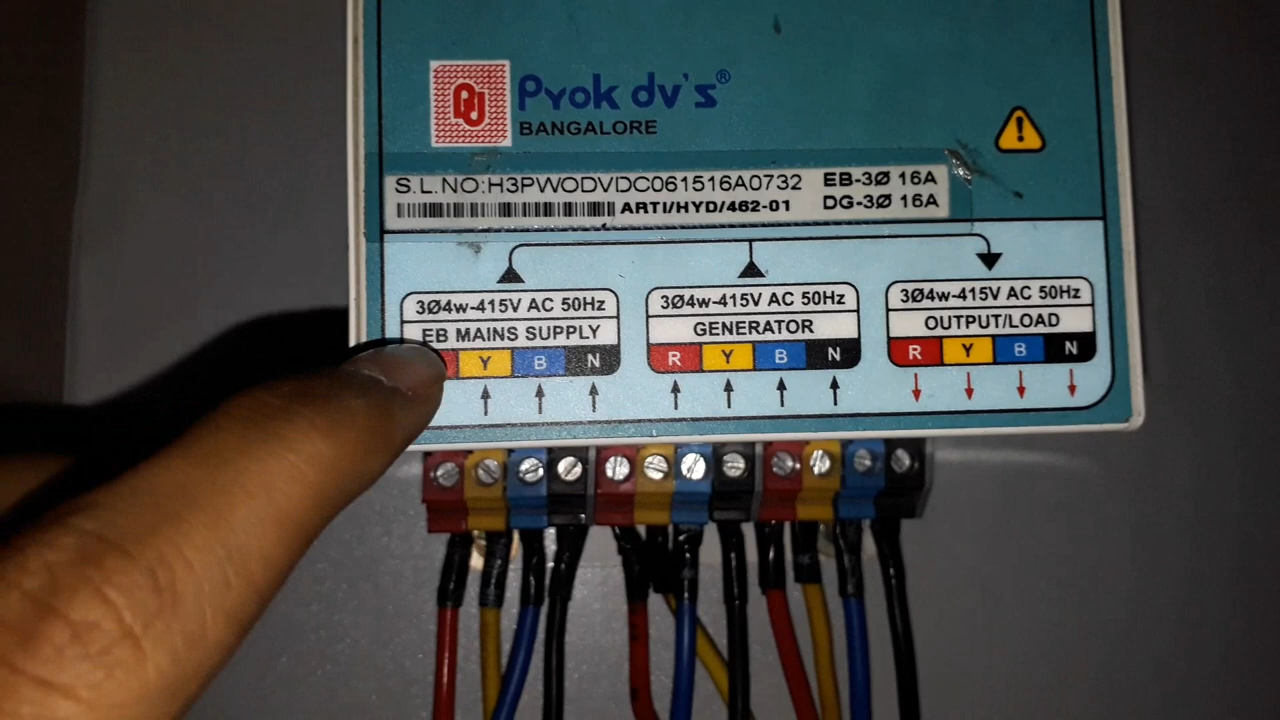 Pyok dv's®
BANGALORE
S.L.NO:H3PWODVDC061516A0732 EB-3Ø 16A
ARTI/HYD/462-01 DG-3Ø 16A
3Ø4w-415V AC 50Hz
EB MAINS SUPPLY
Y B N
3Ø4w-415V AC 50Hz
GENERATOR
R Y B N
3Ø4w-415V AC 50Hz
OUTPUT/LOAD
R Y B N